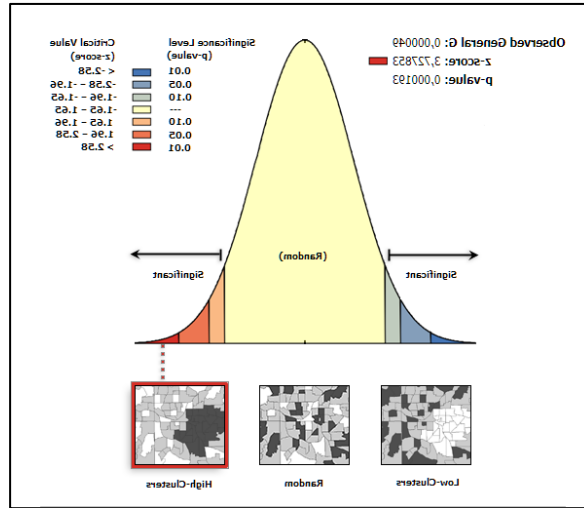 Observed General G: 0,000049
z-score: 3,727853
p-value: 0,000193
Significance Level
(p-value)
Critical Value
(z-score)
0.01 < -2.58
0.05 -2.58 – -1.96
0.10 -1.96 – -1.65
--- -1.65 – 1.65
0.10 1.65 – 1.96
0.05 1.96 – 2.58
0.01 > 2.58
(Random)
Significant
Significant
Low-Clusters
Random
High-Clusters